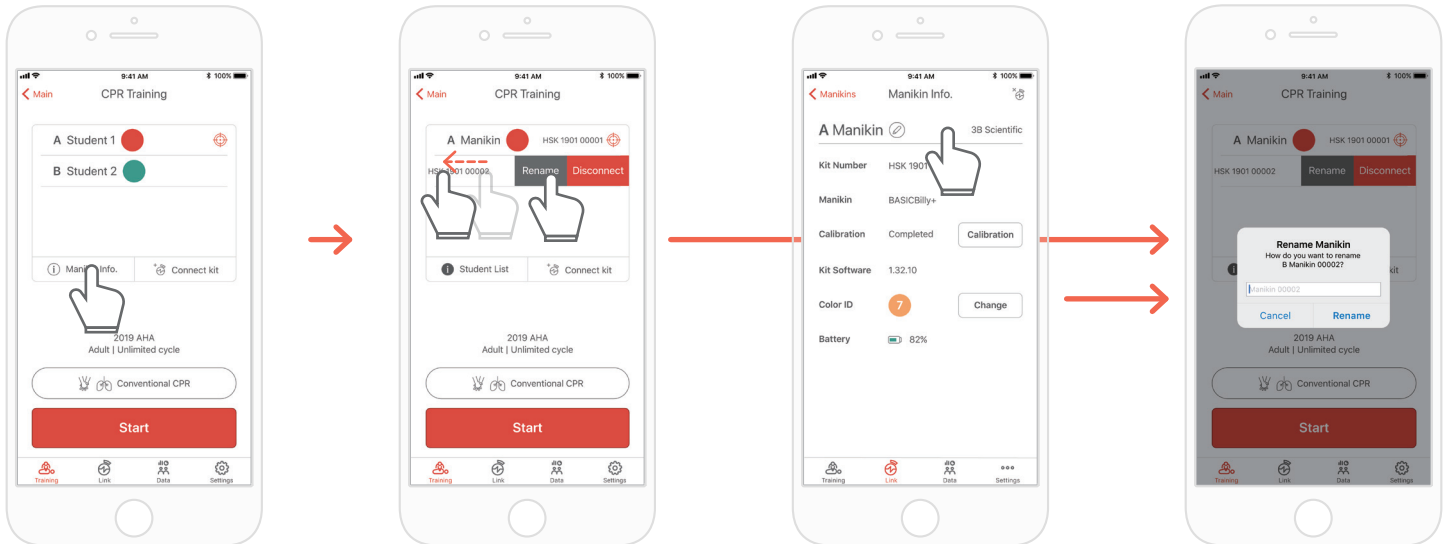 9:41 AM 100%
Main CPR Training
A Student 1
B Student 2
Manikin Info. Connect kit
2019 AHA
Adult | Unlimited cycle
Conventional CPR
Start
Training Link Data Settings
9:41 AM 100%
Main CPR Training
A Manikin HSK 1901 00001
HSK 1901 00002 Rename Disconnect
Student List Connect kit
2019 AHA
Adult | Unlimited cycle
Conventional CPR
Start
Training Link Data Settings
9:41 AM 100%
Manikins Manikin Info.
A Manikin 3B Scientific
Kit Number HSK 1901
Manikin BASICBilly+
Calibration Completed Calibration
Kit Software 1.32.10
Color ID 7 Change
Battery 82%
Training Link Data Settings
9:41 AM 100%
Main CPR Training
A Manikin HSK 1901 00001
HSK 1901 00002 Rename Disconnect
Rename Manikin
How do you want to rename
B Manikin 00002?
Manikin 00002
Cancel Rename
kit
2019 AHA
Adult | Unlimited cycle
Conventional CPR
Start
Training Link Data Settings